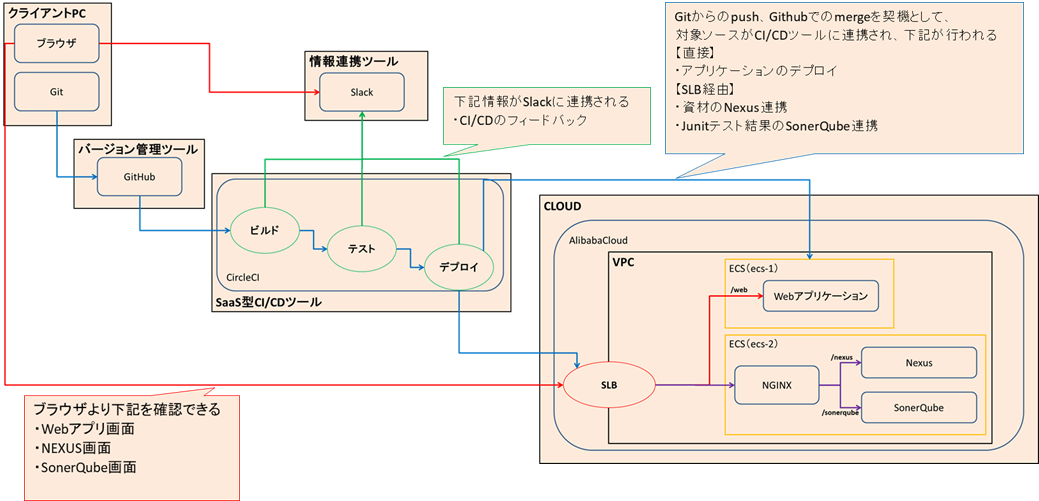 クライアントPC
ブラウザ
Git
バージョン管理ツール
GitHub
情報連携ツール
Slack
下記情報がSlackに連携される
・CI/CDのフィードバック
Gitからのpush、Githubでのmergeを契機として、
対象ソースがCI/CDツールに連携され、下記が行われる
【直接】
・アプリケーションのデプロイ
【SLB経由】
・資材のNexus連携
・Junitテスト結果のSonerQube連携
ビルド
テスト
デプロイ
CircleCI
SaaS型CI/CDツール
CLOUD
AlibabaCloud
VPC
ECS(ecs-1)
/web
Webアプリケーション
ECS(ecs-2)
SLB
NGINX
/nexus
Nexus
/sonerqube
SonerQube
ブラウザより下記を確認できる
・Webアプリ画面
・NEXUS画面
・SonerQube画面